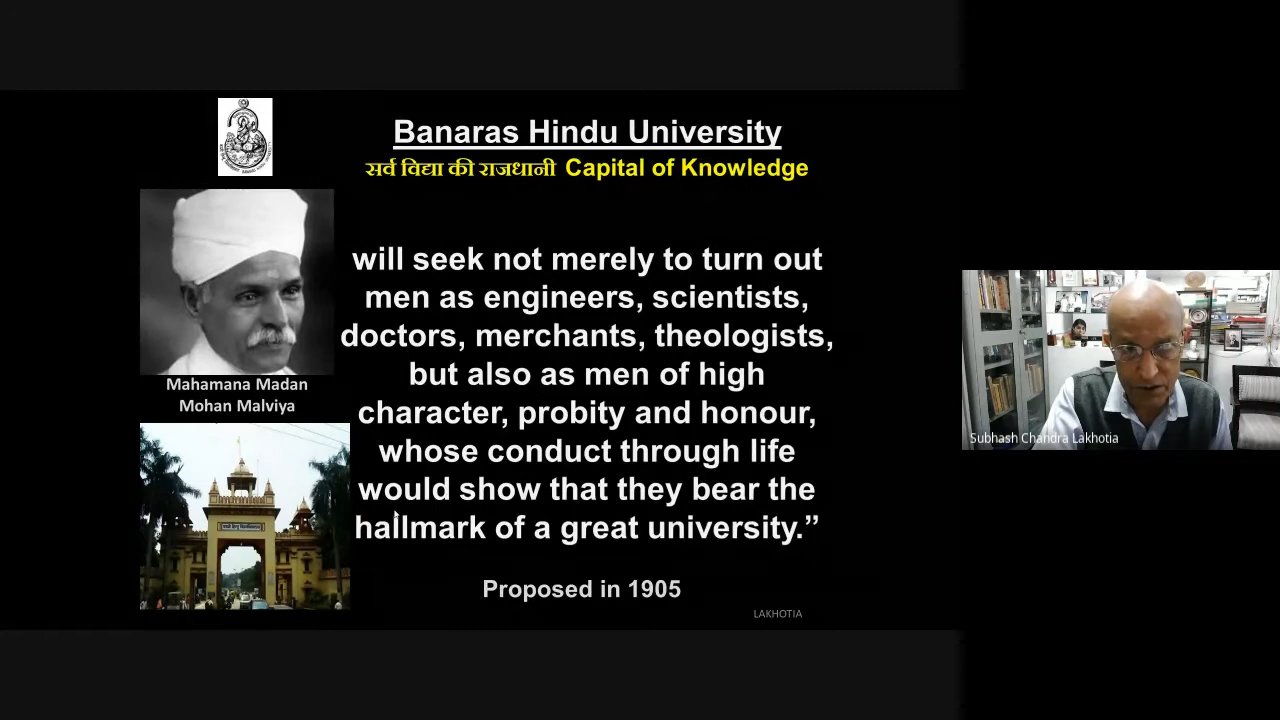 Banaras Hindu University
सर्व विद्या की राजधानी Capital of Knowledge
Mahamana Madan
Mohan Malviya
will seek not merely to turn out
men as engineers, scientists,
doctors, merchants, theologists,
but also as men of high
character, probity and honour,
whose conduct through life
would show that they bear the
hallmark of a great university.”
Proposed in 1905
LAKHOTIA
Subhash Chandra Lakhotia